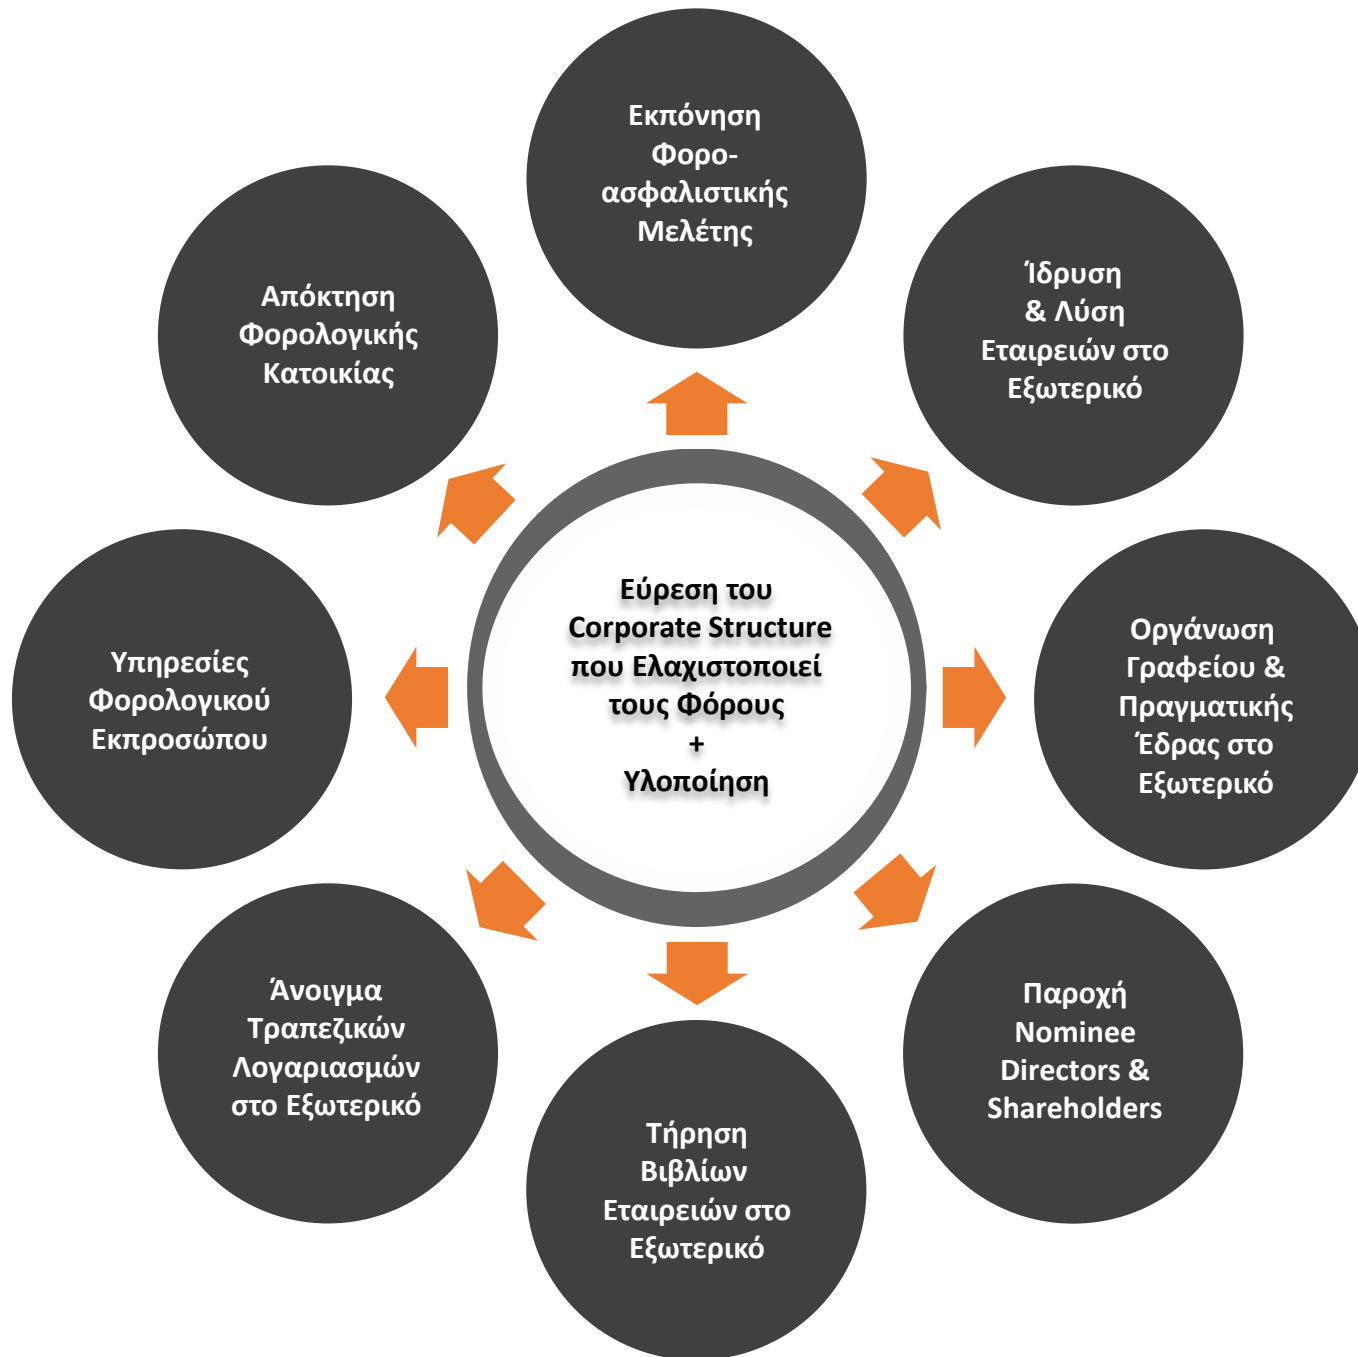 Εκπόνηση
Φορο-
ασφαλιστικής
Μελέτης
Ίδρυση
& Λύση
Εταιρειών στο
Εξωτερικό
Οργάνωση
Γραφείου &
Πραγματικής
Έδρας στο
Εξωτερικό
Παροχή
Nominee
Directors &
Shareholders
Τήρηση
Βιβλίων
Εταιρειών στο
Εξωτερικό
Άνοιγμα
Τραπεζικών
Λογαριασμών
στο Εξωτερικό
Υπηρεσίες
Φορολογικού
Εκπροσώπου
Απόκτηση
Φορολογικής
Κατοικίας
Εύρεση του
Corporate Structure
που Ελαχιστοποιεί
τους Φόρους
+
Υλοποίηση